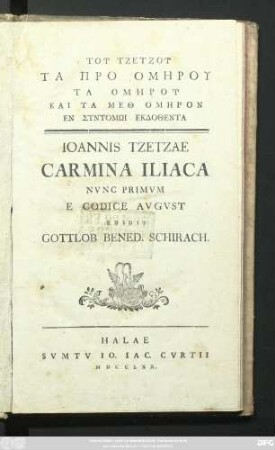 ΤΟΥ ΤΖΕΤΖΟΥ
ΤΑ ΠΡΟ ΟΜΗΡΟΥ
ΤΑ ΟΜΗΡΟΥ
ΚΑΙ ΤΑ ΜΕΘ ΟΜΗΡΟΝ
ΕΝ ΣΥΝΤΟΜΩΙ ΕΚΔΟΘΕΝΤΑ
IOANNIS TZETZAE
CARMINA ILIACA
NVNC PRIMVM
E CODICE AVGVST
EDIDIT
GOTTLOB BENED. SCHIRACH.
HALAE
SVMTV IO. IAC. CVRTII